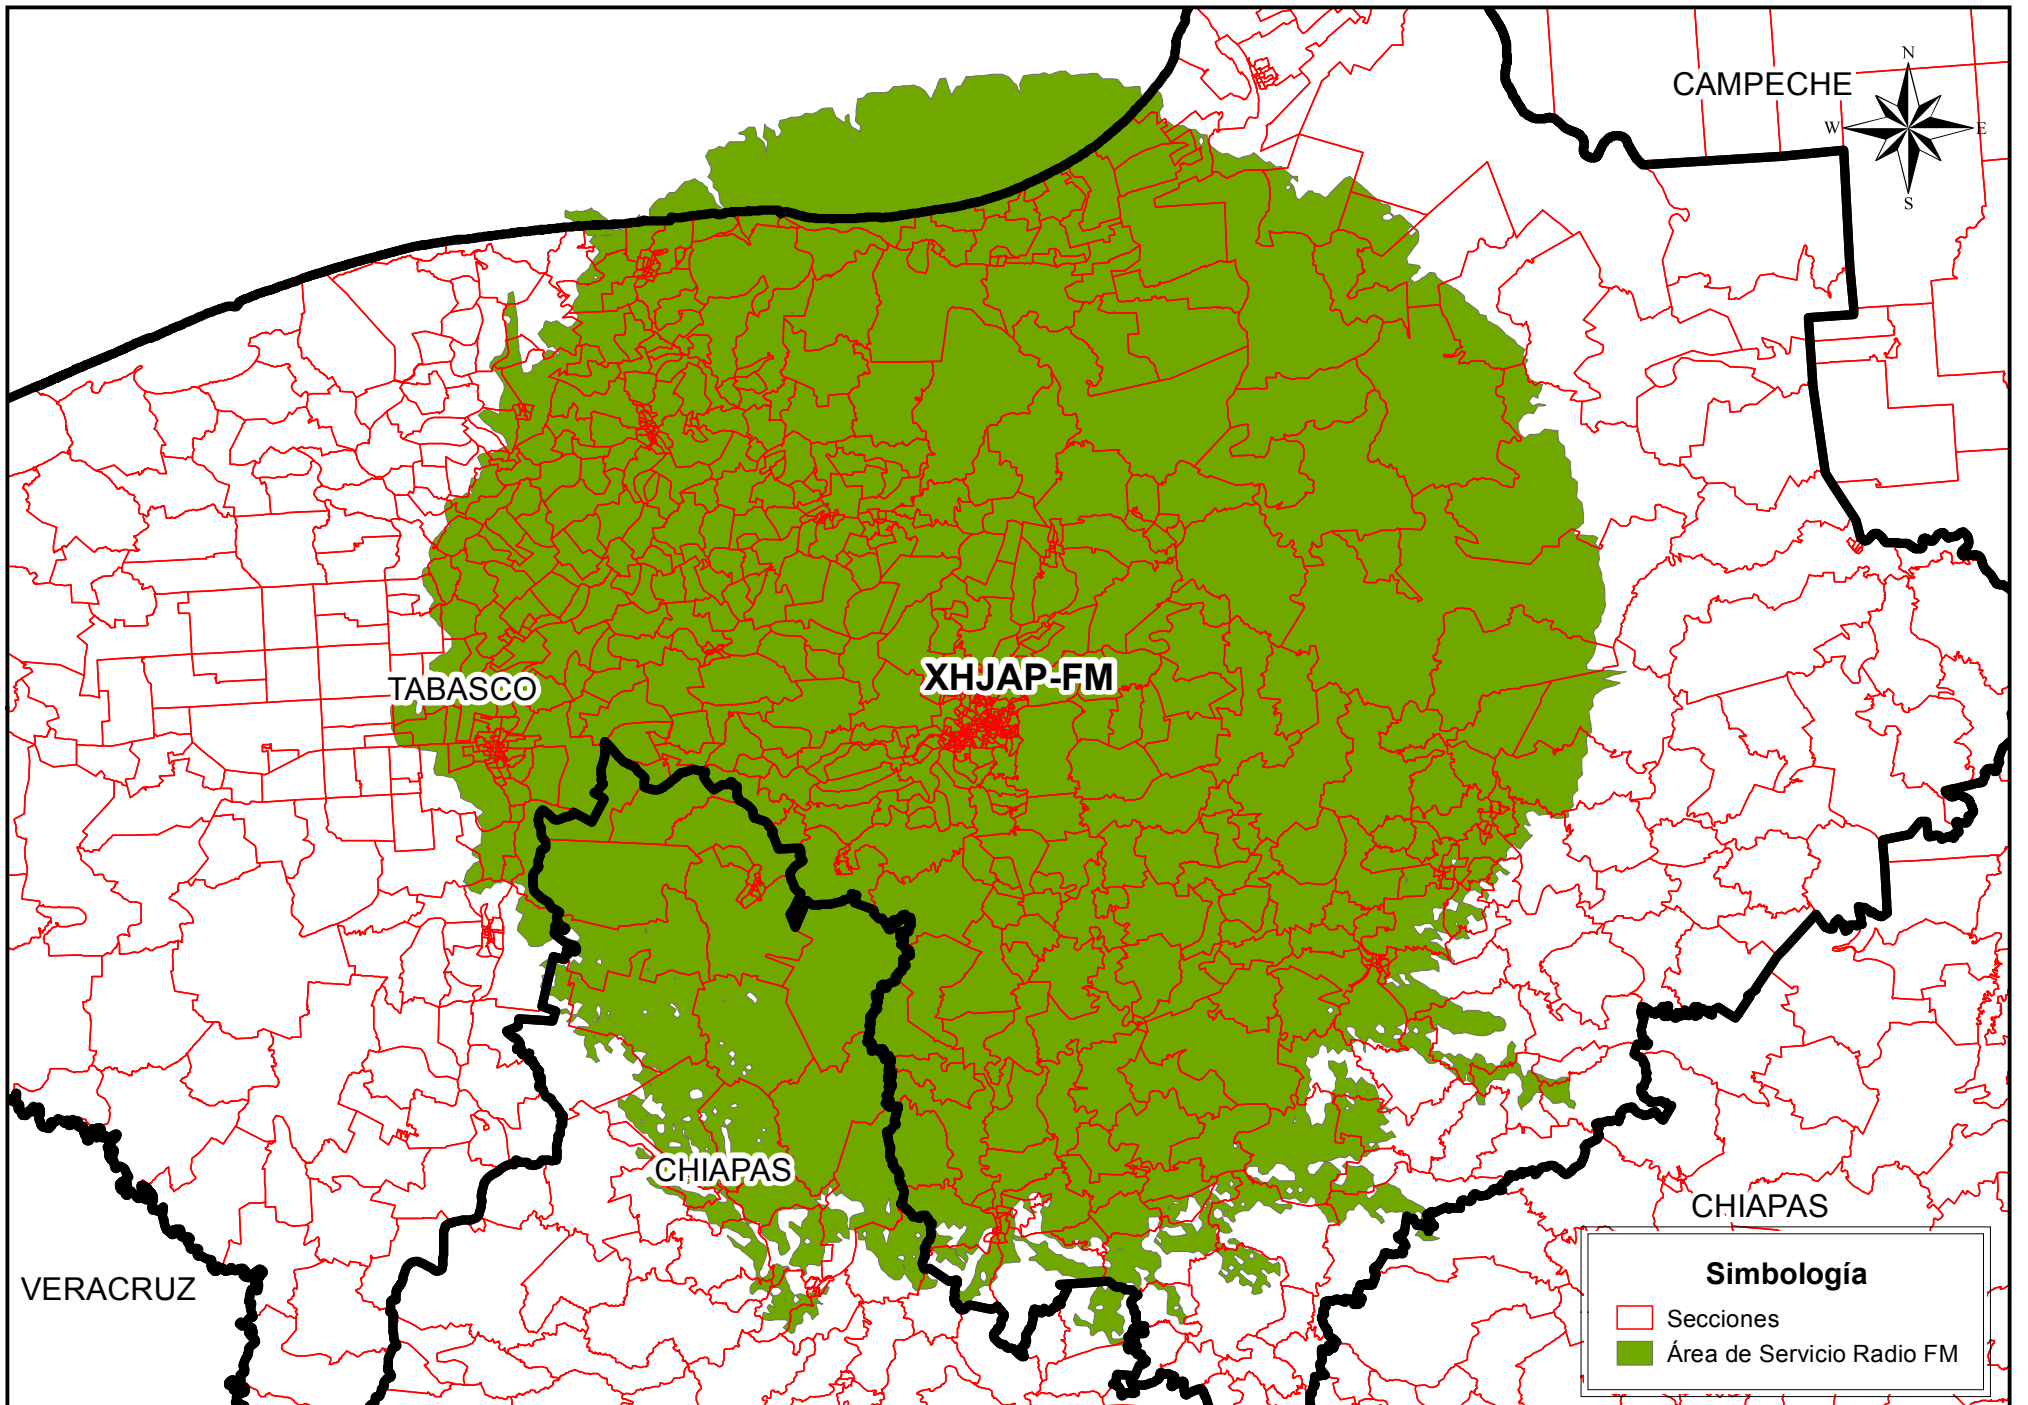 CAMPECHE
N
W
E
S
XHJAP-FM
TABASCO
CHIAPAS
CHIAPAS
VERACRUZ
Simbología
Secciones
Área de Servicio Radio FM